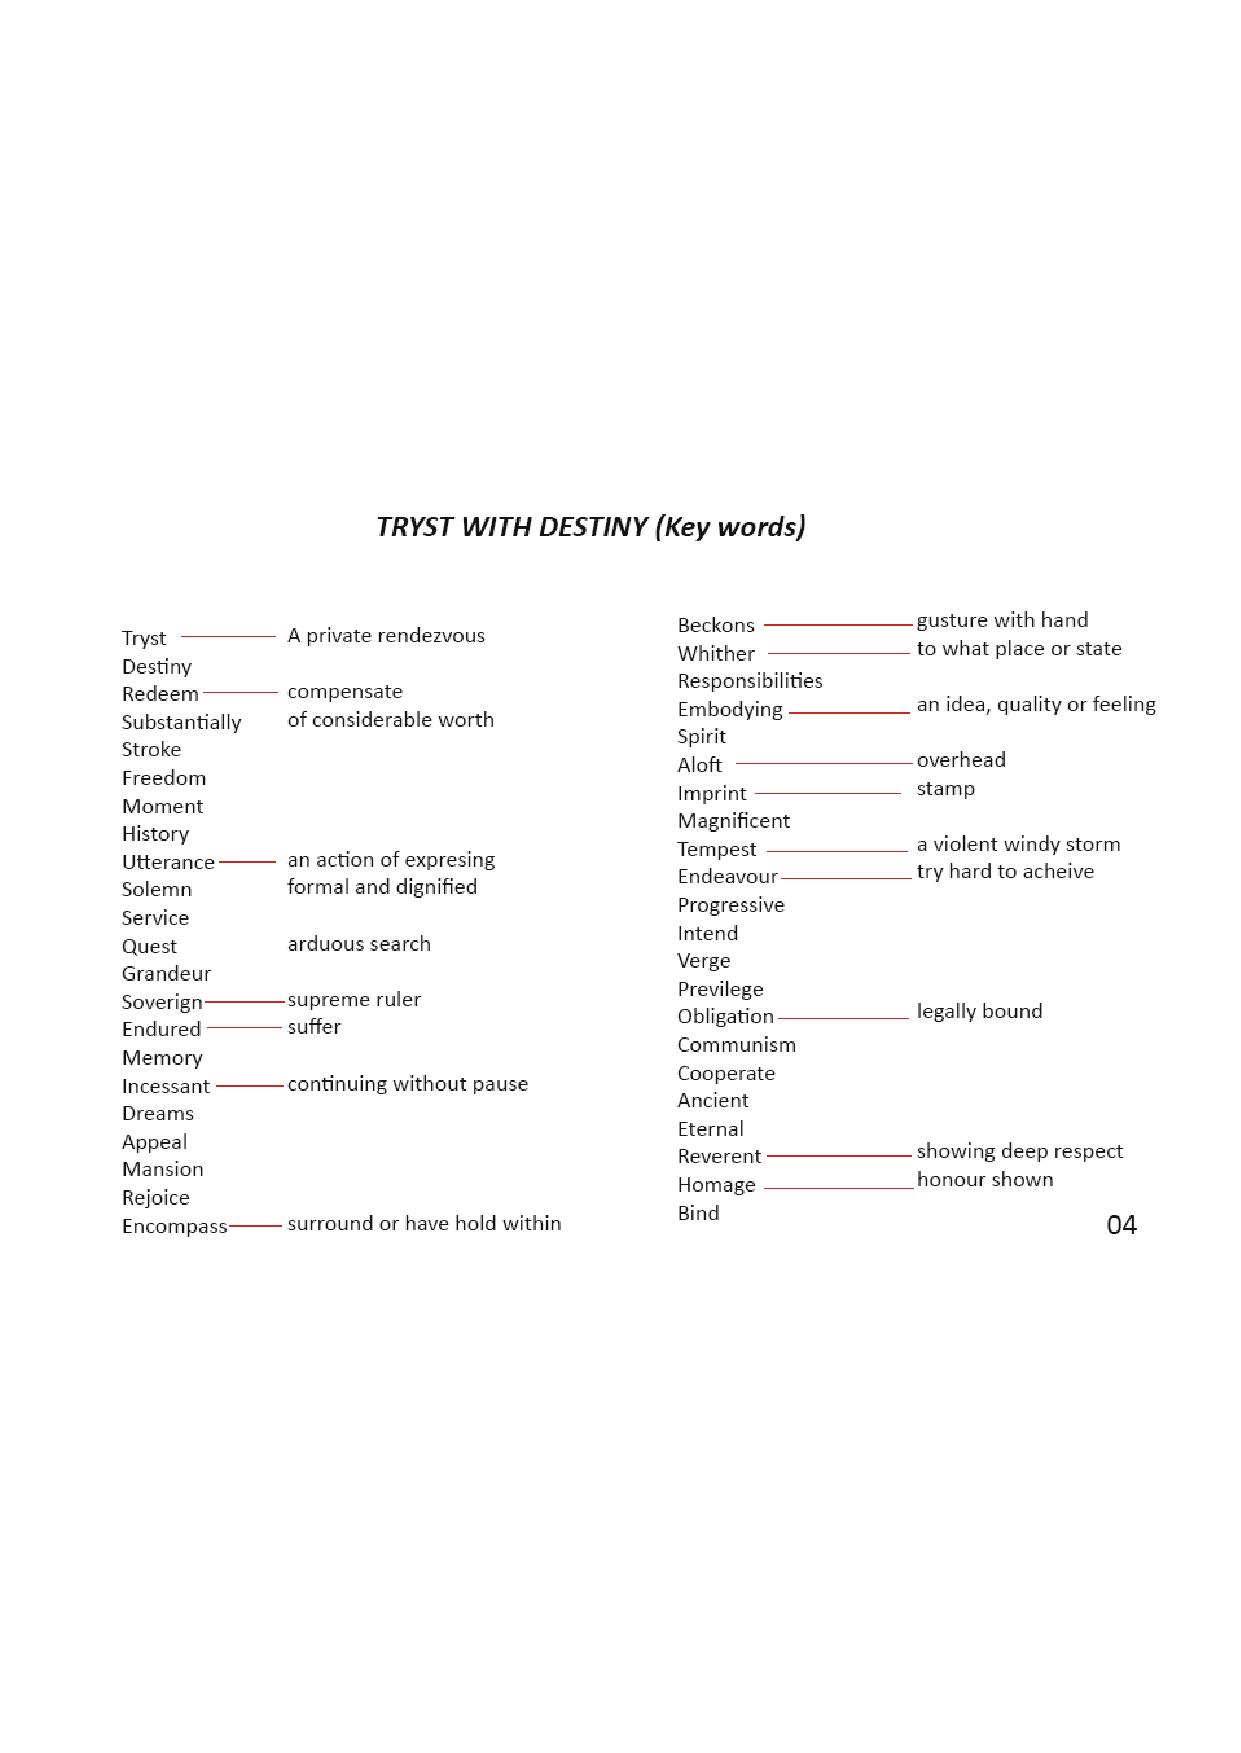 TRYST WITH DESTINY (Key words)
Tryst A private rendezvous
Destiny
Redeem compensate
Substantially of considerable worth
Stroke
Freedom
Moment
History
Utterance an action of expresing
Solemn formal and dignified
Service
Quest arduous search
Grandeur
Soverign supreme ruler
Endured suffer
Memory
Incessant continuing without pause
Dreams
Appeal
Mansion
Rejoice
Encompass surround or have hold within
Beckons gusture with hand
Whither to what place or state
Responsibilities
Embodying an idea, quality or feeling
Spirit
Aloft overhead
Imprint stamp
Magnificent
Tempest a violent windy storm
Endeavour try hard to acheive
Progressive
Intend
Verge
Previlege
Obligation legally bound
Communism
Cooperate
Ancient
Eternal
Reverent showing deep respect
Homage honour shown
Bind
04